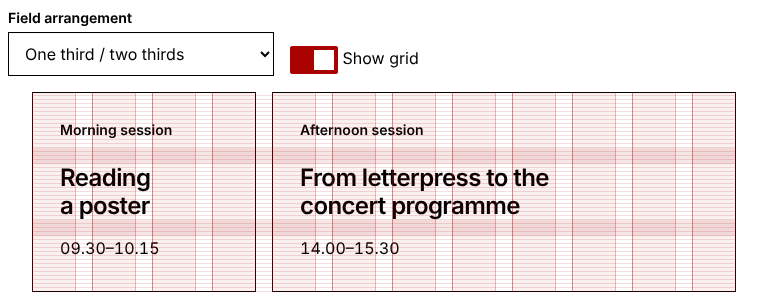 Field arrangement
One third / two thirds
Show grid
Morning session
Reading
a poster
09.30–10.15
Afternoon session
From letterpress to the
concert programme
14.00–15.30